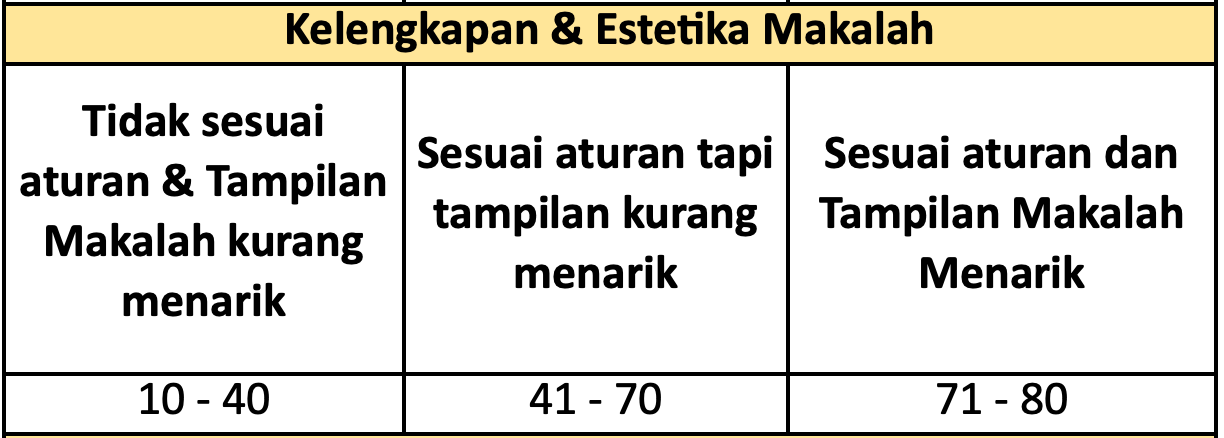 Kelengkapan & Estetika Makalah
Tidak sesuai
aturan & Tampilan
Makalah kurang
menarik
Sesuai aturan tapi
tampilan kurang
menarik
Sesuai aturan dan
Tampilan Makalah
Menarik
10 - 40
41 - 70
71 - 80